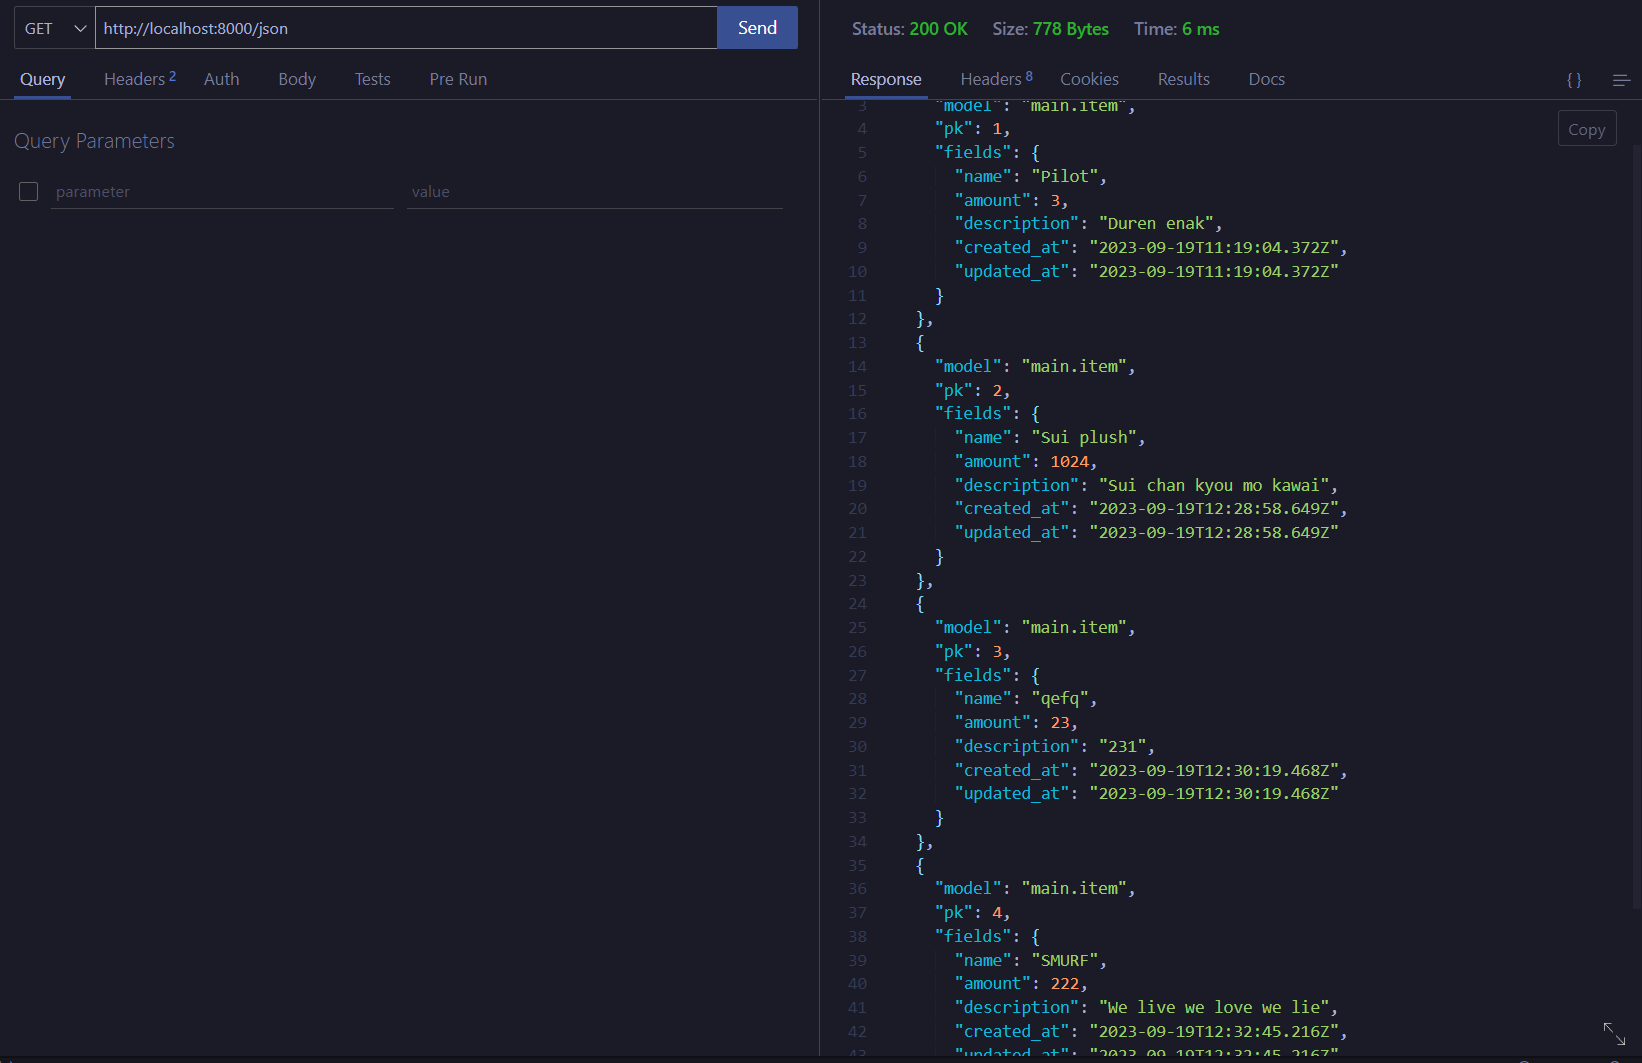 GET http://localhost:8000/json Send
Query Headers 2 Auth Body Tests Pre Run
Query Parameters
parameter value
Status: 200 OK Size: 778 Bytes Time: 6 ms
Response Headers 8 Cookies Results Docs { }
Copy
3 "model": "main.item",
4 "pk": 1,
5 "fields": {
6 "name": "Pilot",
7 "amount": 3,
8 "description": "Duren enak",
9 "created_at": "2023-09-19T11:19:04.372Z",
10 "updated_at": "2023-09-19T11:19:04.372Z"
11 }
12 },
13 {
14 "model": "main.item",
15 "pk": 2,
16 "fields": {
17 "name": "Sui plush",
18 "amount": 1024,
19 "description": "Sui chan kyou mo kawai",
20 "created_at": "2023-09-19T12:28:58.649Z",
21 "updated_at": "2023-09-19T12:28:58.649Z"
22 }
23 },
24 {
25 "model": "main.item",
26 "pk": 3,
27 "fields": {
28 "name": "qefq",
29 "amount": 23,
30 "description": "231",
31 "created_at": "2023-09-19T12:30:19.468Z",
32 "updated_at": "2023-09-19T12:30:19.468Z"
33 }
34 },
35 {
36 "model": "main.item",
37 "pk": 4,
38 "fields": {
39 "name": "SMURF",
40 "amount": 222,
41 "description": "We live we love we lie",
42 "created_at": "2023-09-19T12:32:45.216Z",
43 "updated_at": "2023-09-19T12:32:45.216Z"